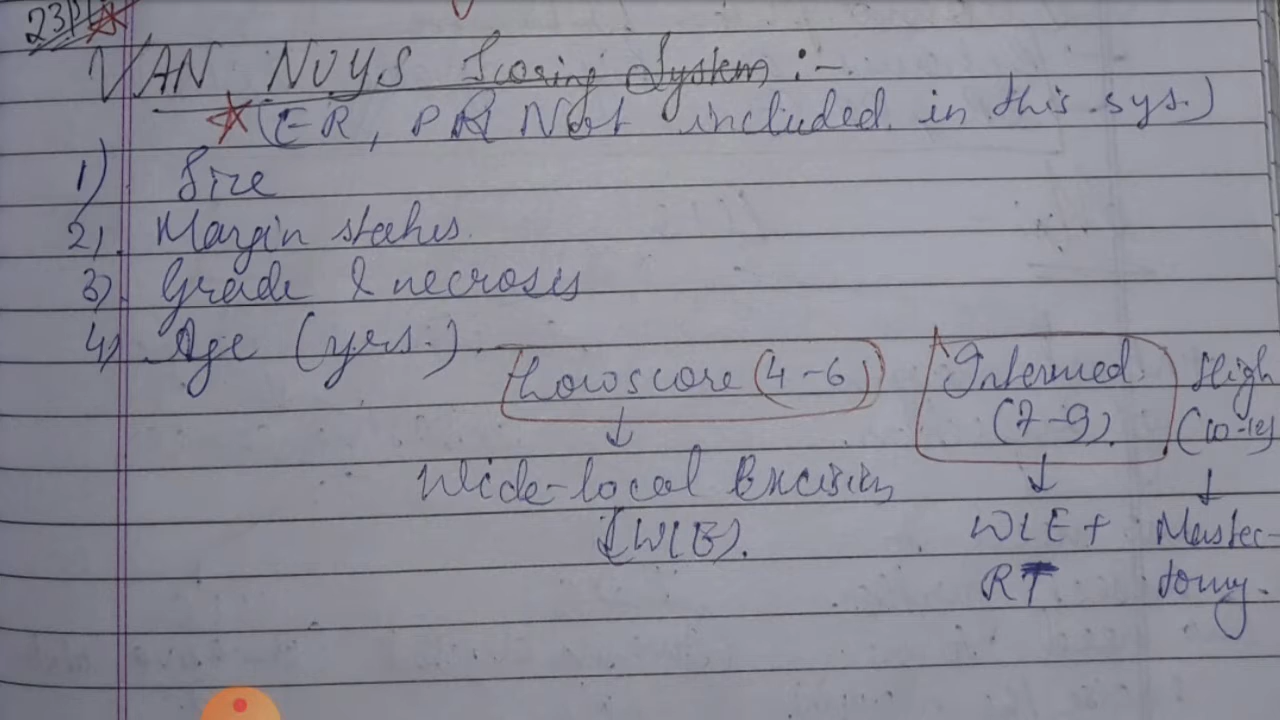 VAN NUYS Scoring System :-
(ER, PR Not included in this sys.)
1) Size
2) Margin status.
3) Grade & necrosis
4) Age (yrs.)
Low score (4-6)
Intermed. (7-9)
High (10-12)
Wide-local Excision (WLE).
WLE + RT
Mastec-
tomy.